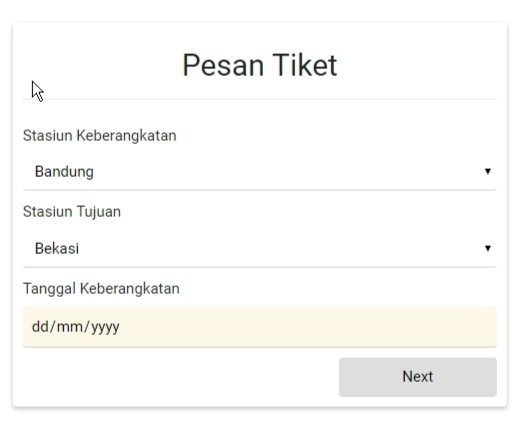 Pesan Tiket
Stasiun Keberangkatan
Bandung
Stasiun Tujuan
Bekasi
Tanggal Keberangkatan
dd/mm/yyyy
Next